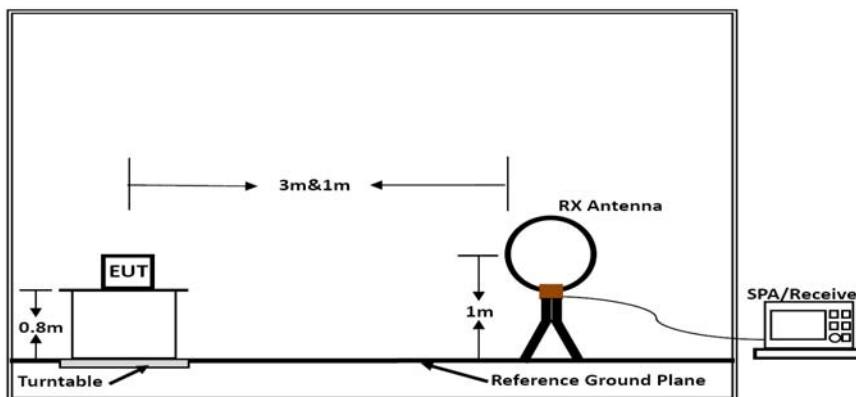 3m&1m
RX Antenna
EUT
SPA/Receive
0.8m
1m
Turntable
Reference Ground Plane